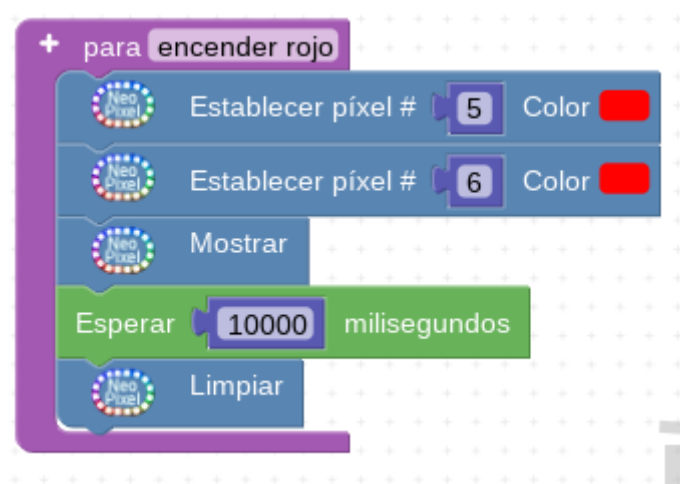 + para encender rojo
Neo Pixel Establecer píxel # 5 Color
Neo Pixel Establecer píxel # 6 Color
Neo Pixel Mostrar
Esperar 10000 milisegundos
Neo Pixel Limpiar